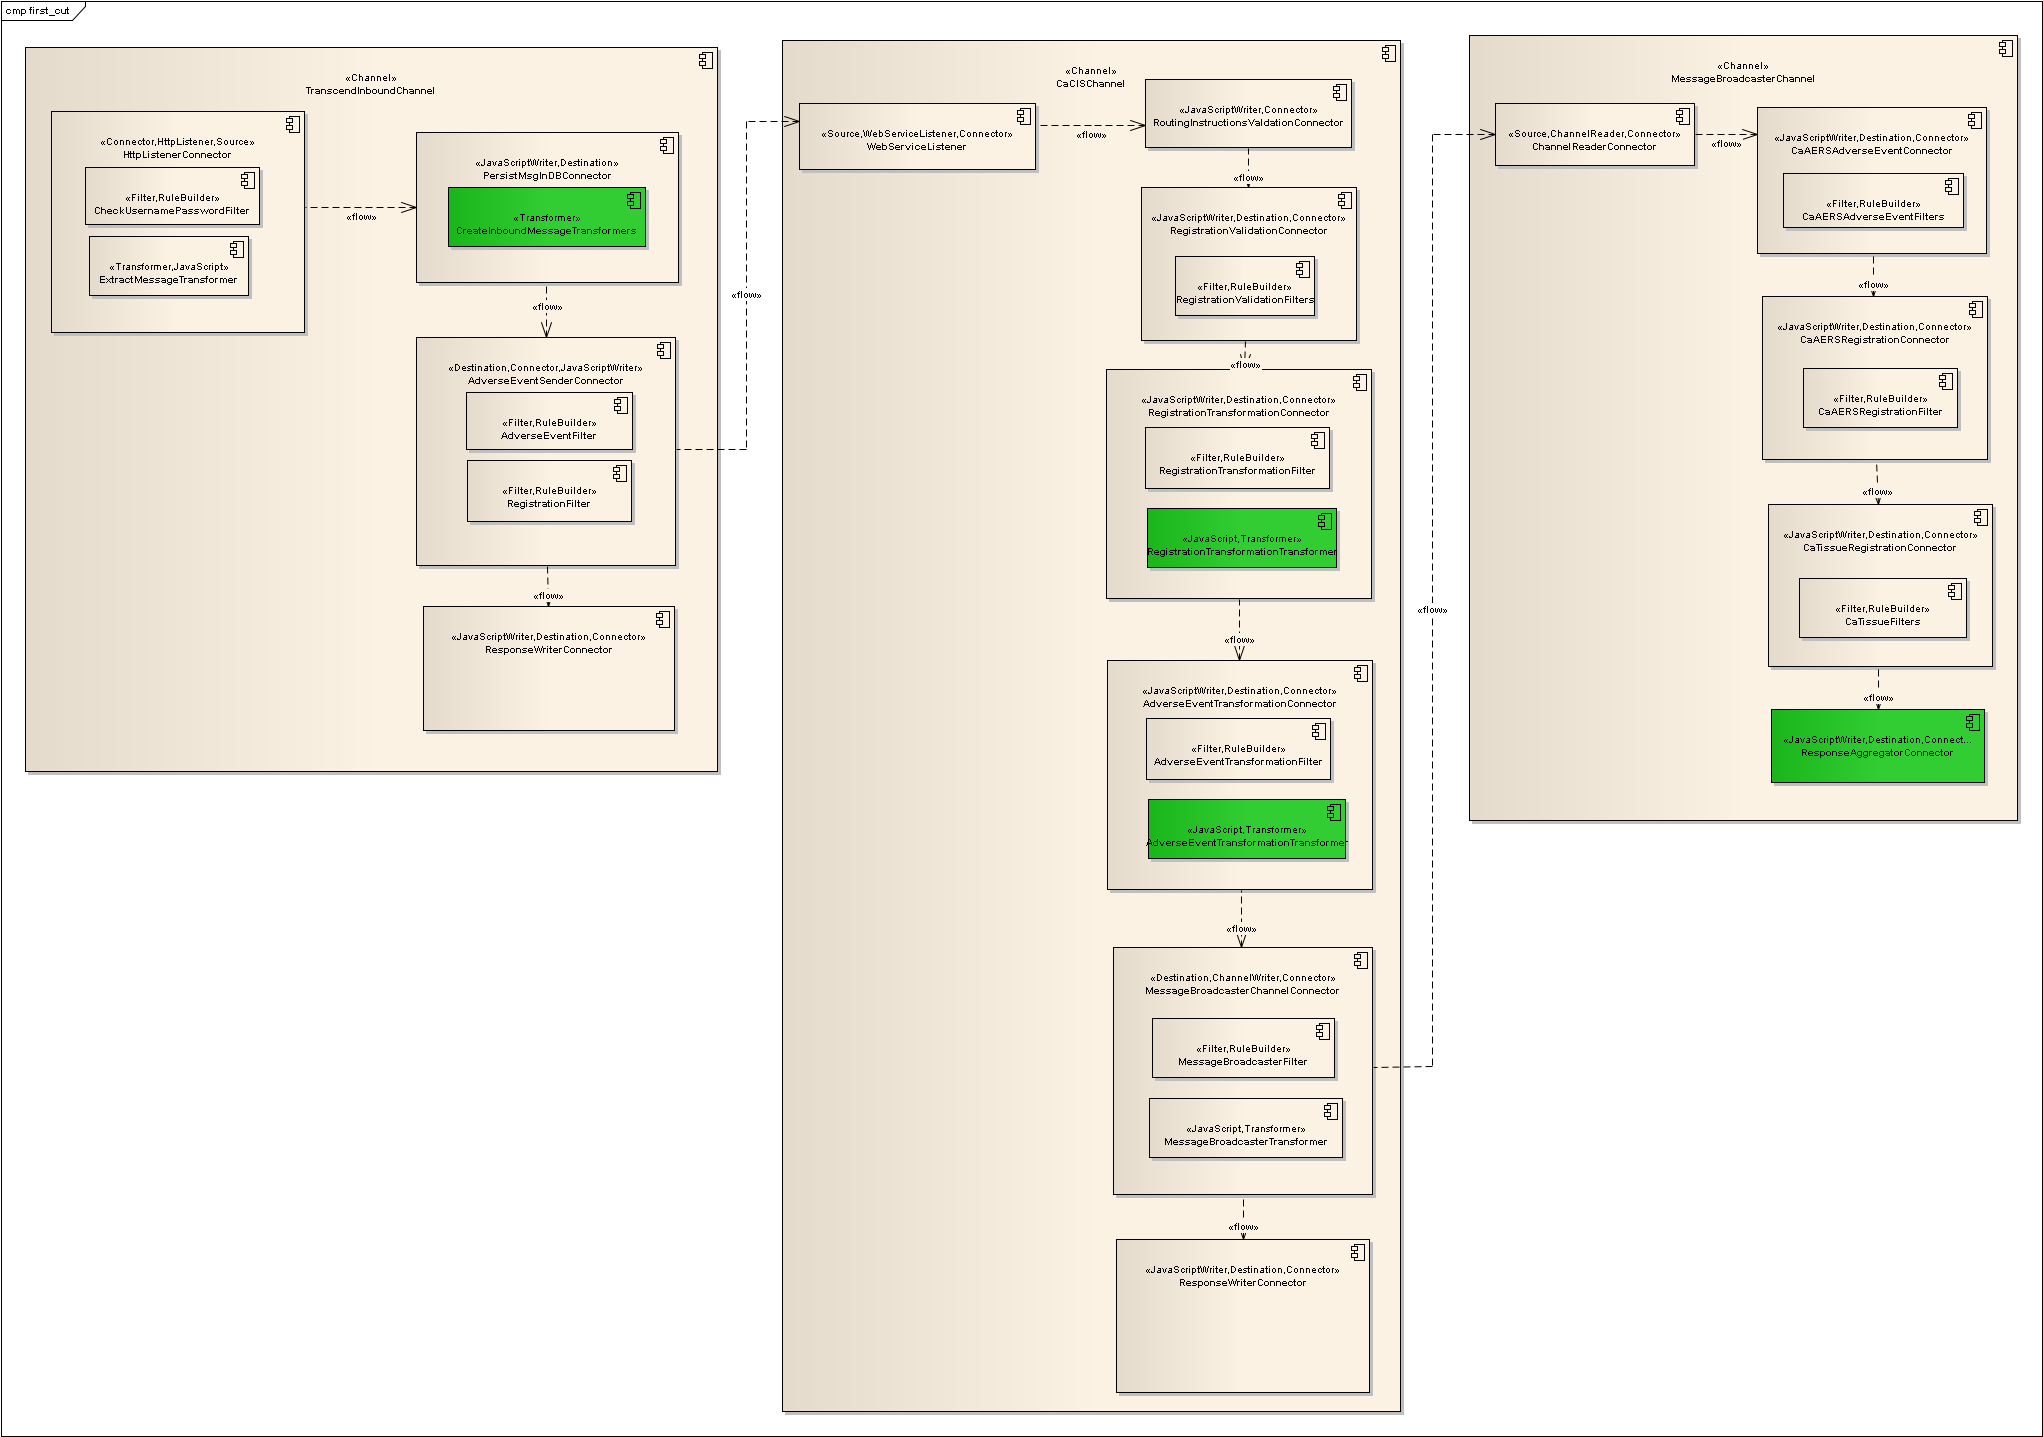 cmp first_cut
«Channel»
TranscendInboundChannel
«Connector,HttpListener,Source»
HttpListenerConnector
«Filter,RuleBuilder»
CheckUsernamePasswordFilter
«Transformer,JavaScript»
ExtractMessageTransformer
«flow»
«JavaScriptWriter,Destination»
PersistMsgInDBConnector
«Transformer»
CreateInboundMessageTransformers
«flow»
«Destination,Connector,JavaScriptWriter»
AdverseEventSenderConnector
«Filter,RuleBuilder»
AdverseEventFilter
«Filter,RuleBuilder»
RegistrationFilter
«flow»
«JavaScriptWriter,Destination,Connector»
ResponseWriterConnector
«flow»
«Channel»
CaCISChannel
«Source,WebServiceListener,Connector»
WebServiceListener
«flow»
«JavaScriptWriter,Connector»
RoutingInstructionsValdationConnector
«flow»
«JavaScriptWriter,Destination,Connector»
RegistrationValidationConnector
«Filter,RuleBuilder»
RegistrationValidationFilters
«flow»
«JavaScriptWriter,Destination,Connector»
RegistrationTransformationConnector
«Filter,RuleBuilder»
RegistrationTransformationFilter
«JavaScript,Transformer»
RegistrationTransformationTransformer
«flow»
«JavaScriptWriter,Destination,Connector»
AdverseEventTransformationConnector
«Filter,RuleBuilder»
AdverseEventTransformationFilter
«JavaScript,Transformer»
AdverseEventTransformationTransformer
«flow»
«Destination,ChannelWriter,Connector»
MessageBroadcasterChannelConnector
«Filter,RuleBuilder»
MessageBroadcasterFilter
«JavaScript,Transformer»
MessageBroadcasterTransformer
«flow»
«JavaScriptWriter,Destination,Connector»
ResponseWriterConnector
«flow»
«Channel»
MessageBroadcasterChannel
«Source,ChannelReader,Connector»
ChannelReaderConnector
«flow»
«JavaScriptWriter,Destination,Connector»
CaAERSAdverseEventConnector
«Filter,RuleBuilder»
CaAERSAdverseEventFilters
«flow»
«JavaScriptWriter,Destination,Connector»
CaAERSRegistrationConnector
«Filter,RuleBuilder»
CaAERSRegistrationFilter
«flow»
«JavaScriptWriter,Destination,Connector»
CaTissueRegistrationConnector
«Filter,RuleBuilder»
CaTissueFilters
«flow»
«JavaScriptWriter,Destination,Connect...
ResponseAggregatorConnector